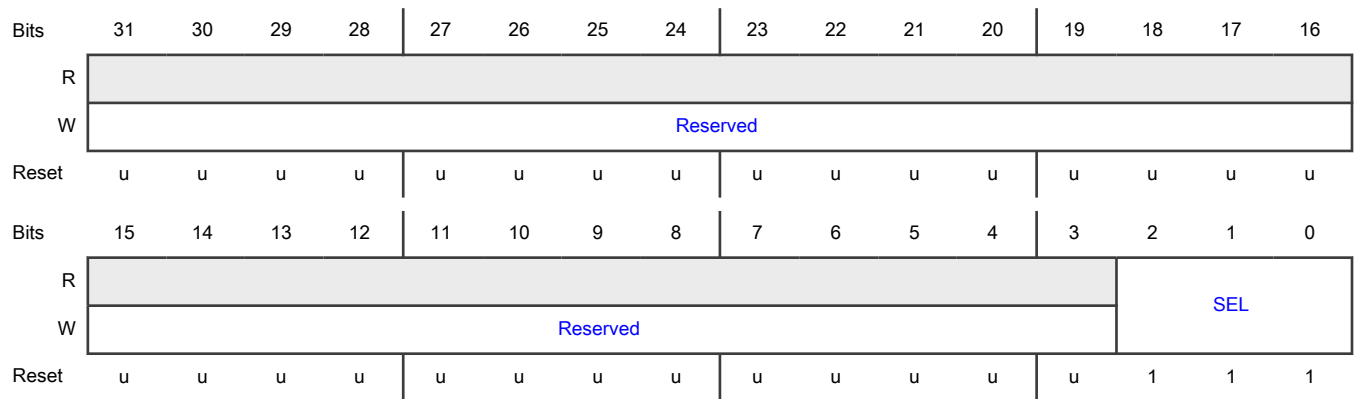 Bits 31 30 29 28 27 26 25 24 23 22 21 20 19 18 17 16
R
W Reserved
Reset u u u u u u u u u u u u u u u u
Bits 15 14 13 12 11 10 9 8 7 6 5 4 3 2 1 0
R
SEL
W Reserved
Reset u u u u u u u u u u u u u 1 1 1